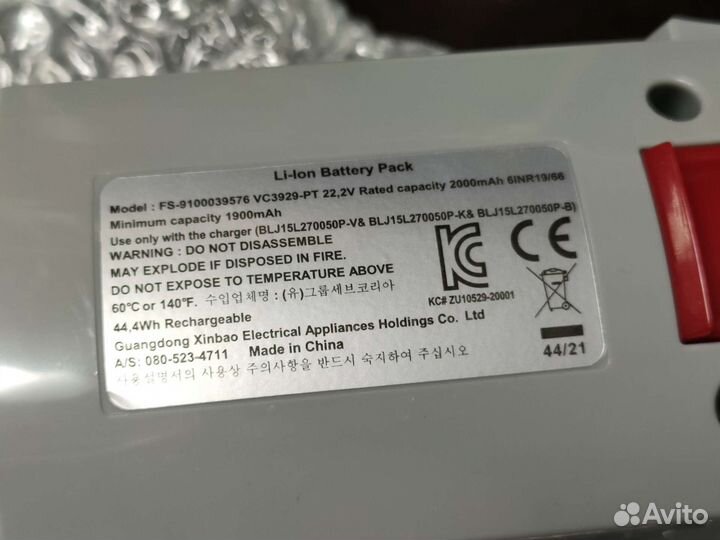 Li-Ion Battery Pack
Model : FS-9100039576 VC3929-PT 22,2V Rated capacity 2000mAh 6INR19/66
Minimum capacity 1900mAh
Use only with the charger (BLJ15L270050P-V& BLJ15L270050P-K& BLJ15L270050P-B)
WARNING : DO NOT DISASSEMBLE
MAY EXPLODE IF DISPOSED IN FIRE.
DO NOT EXPOSE TO TEMPERATURE ABOVE
60℃ or 140℉. 수입업체명 : (유)그룹세브코리아
44,4Wh Rechargeable
Guangdong Xinbao Electrical Appliances Holdings Co. Ltd
A/S: 080-523-4711 Made in China
사용설명서의 사용상 주의사항을 반드시 숙지하여 주십시오
KC
KC# ZU10529-20001
CE
44/21
Avito